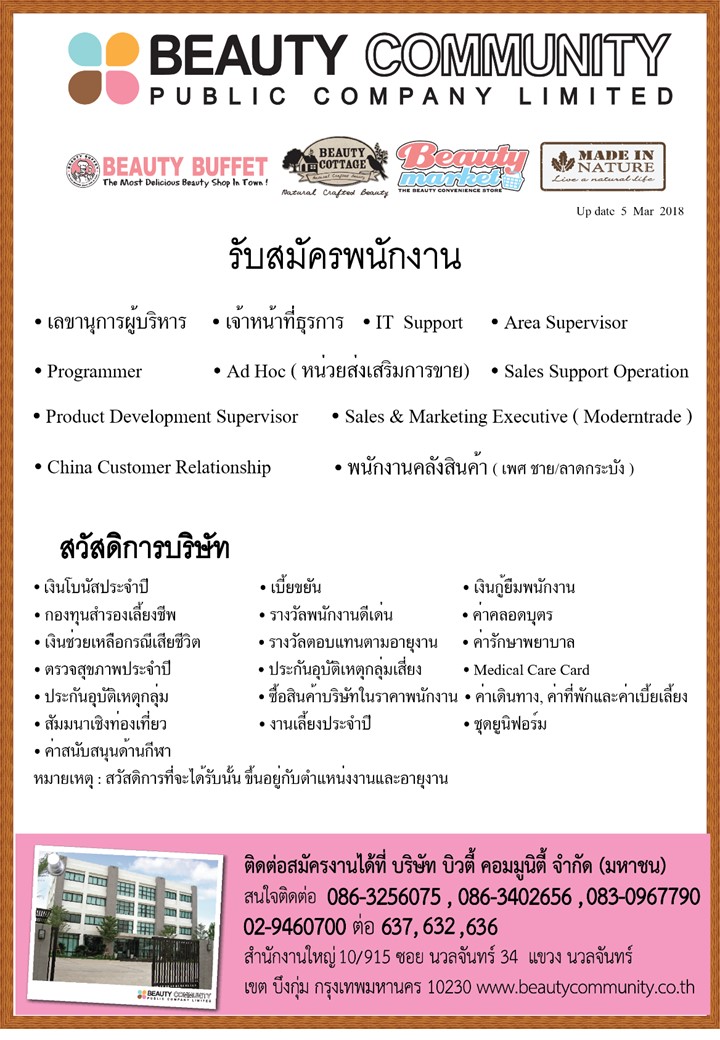 BEAUTY COMMUNITY
PUBLIC COMPANY LIMITED
BEAUTY BUFFET
The Most Delicious Beauty Shop In Town !
BEAUTY COTTAGE
Natural Crafted Beauty
Beauty market
THE BEAUTY CONVENIENCE STORE
MADE IN NATURE
Live a natural life
Up date 5 Mar 2018
รับสมัครพนักงาน
• เลขานุการผู้บริหาร • เจ้าหน้าที่ธุรการ • IT Support • Area Supervisor
• Programmer • Ad Hoc ( หน่วยส่งเสริมการขาย) • Sales Support Operation
• Product Development Supervisor • Sales & Marketing Executive ( Moderntrade )
• China Customer Relationship • พนักงานคลังสินค้า ( เพศ ชาย/ลาดกระบัง )
สวัสดิการบริษัท
• เงินโบนัสประจำปี • เบี้ยขยัน • เงินกู้ยืมพนักงาน
• กองทุนสำรองเลี้ยงชีพ • รางวัลพนักงานดีเด่น • ค่าคลอดบุตร
• เงินช่วยเหลือกรณีเสียชีวิต • รางวัลตอบแทนตามอายุงาน • ค่ารักษาพยาบาล
• ตรวจสุขภาพประจำปี • ประกันอุบัติเหตุกลุ่มเสี่ยง • Medical Care Card
• ประกันอุบัติเหตุกลุ่ม • ซื้อสินค้าบริษัทในราคาพนักงาน • ค่าเดินทาง, ค่าที่พักและค่าเบี้ยเลี้ยง
• สัมมนาเชิงท่องเที่ยว • งานเลี้ยงประจำปี • ชุดยูนิฟอร์ม
• ค่าสนับสนุนด้านกีฬา
หมายเหตุ : สวัสดิการที่จะได้รับนั้น ขึ้นอยู่กับตำแหน่งงานและอายุงาน
ติดต่อสมัครงานได้ที่ บริษัท บิวตี้ คอมมูนิตี้ จำกัด (มหาชน)
สนใจติดต่อ 086-3256075 , 086-3402656 ,083-0967790
02-9460700 ต่อ 637, 632 ,636
สำนักงานใหญ่ 10/915 ซอย นวลจันทร์ 34 แขวง นวลจันทร์
เขต บึงกุ่ม กรุงเทพมหานคร 10230 www.beautycommunity.co.th
BEAUTY COMMUNITY
PUBLIC COMPANY LIMITED